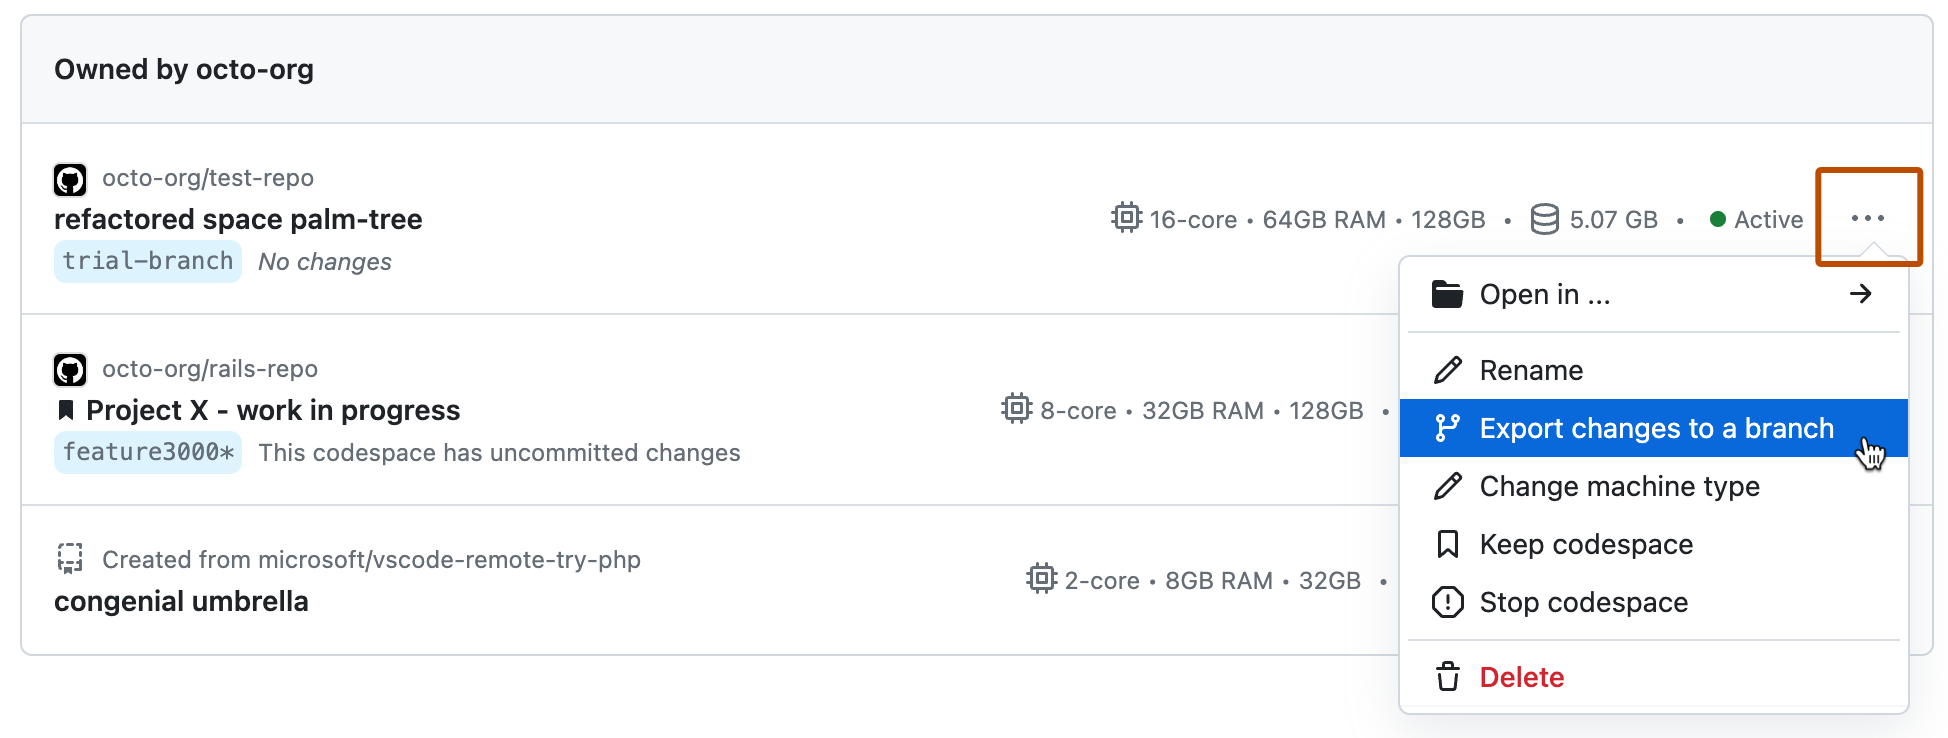 Owned by octo-org
octo-org/test-repo
refactored space palm-tree
trial-branch No changes
16-core • 64GB RAM • 128GB • 5.07 GB • Active ...
octo-org/rails-repo
Project X - work in progress
feature3000* This codespace has uncommitted changes
8-core • 32GB RAM • 128GB •
Created from microsoft/vscode-remote-try-php
congenial umbrella
2-core • 8GB RAM • 32GB •
Open in ...
Rename
Export changes to a branch
Change machine type
Keep codespace
Stop codespace
Delete